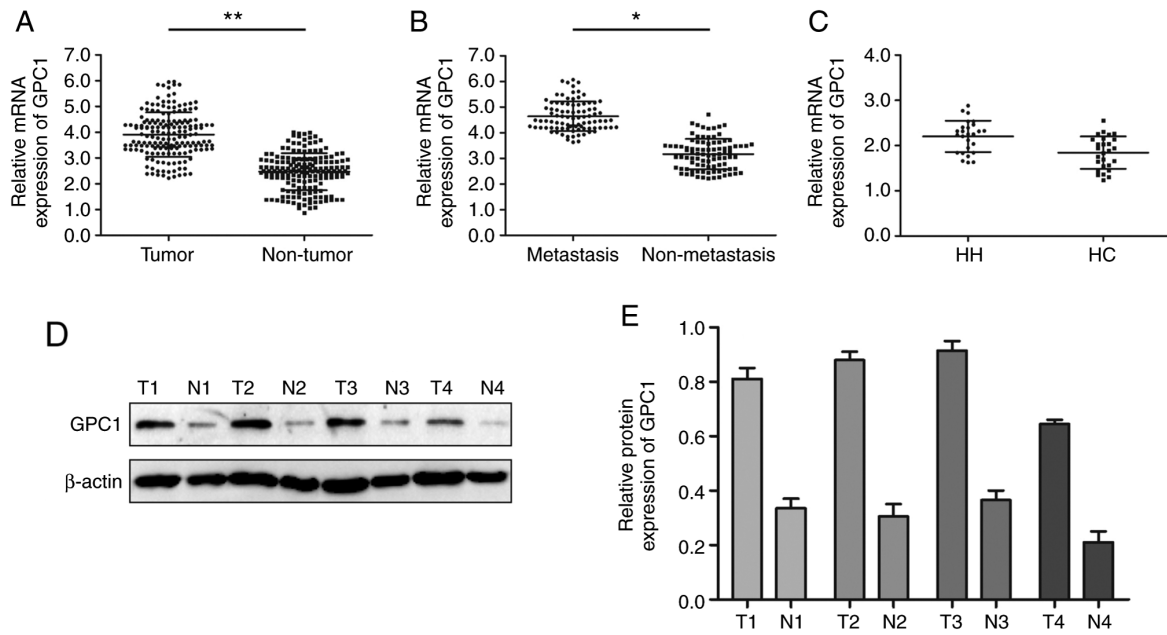 A
**
Relative mRNA
expression of GPC1
7.0
6.0
5.0
4.0
3.0
2.0
1.0
0.0
Tumor Non-tumor
B
*
Relative mRNA
expression of GPC1
7.0
6.0
5.0
4.0
3.0
2.0
1.0
0.0
Metastasis Non-metastasis
C
Relative mRNA
expression of GPC1
4.0
3.0
2.0
1.0
0.0
HH HC
D
T1 N1 T2 N2 T3 N3 T4 N4
GPC1
β-actin
E
Relative protein
expression of GPC1
1.0
0.8
0.6
0.4
0.2
0.0
T1 N1 T2 N2 T3 N3 T4 N4